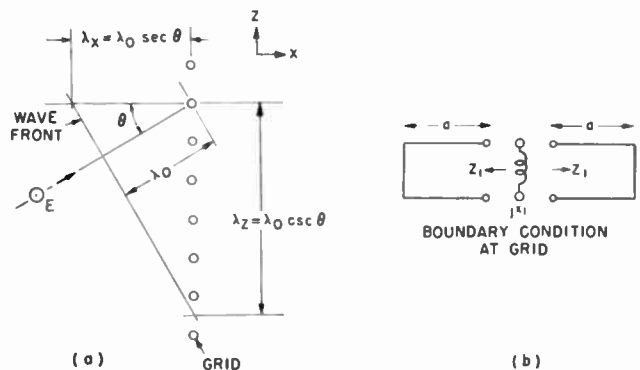 λX = λO sec θ
Z
X
WAVE
FRONT
θ
λO
E
λZ = λO csc θ
GRID
(a)
a
a
Z1
Z1
jX1
BOUNDARY CONDITION
AT GRID
(b)